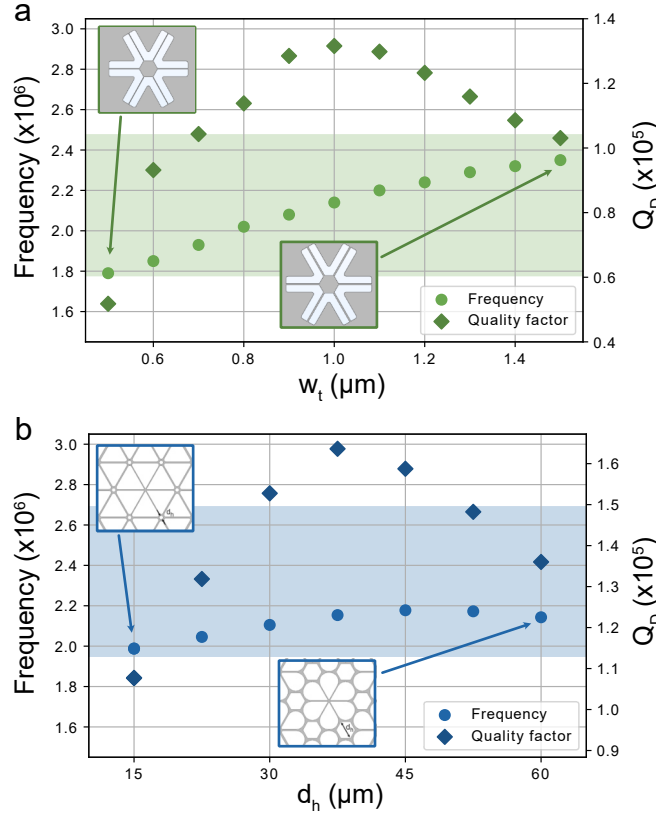 a
3.0
2.8
2.6
2.4
2.2
2.0
1.8
1.6
Frequency (x10⁶)
1.4
1.2
1.0
0.8
0.6
0.4
Q_D (x10⁵)
Frequency
Quality factor
0.6 0.8 1.0 1.2 1.4
w_t (μm)
b
3.0
2.8
2.6
2.4
2.2
2.0
1.8
1.6
Frequency (x10⁶)
d_h
d_h
1.6
1.5
1.4
1.3
1.2
1.1
1.0
0.9
Q_D (x10⁵)
Frequency
Quality factor
15 30 45 60
d_h (μm)